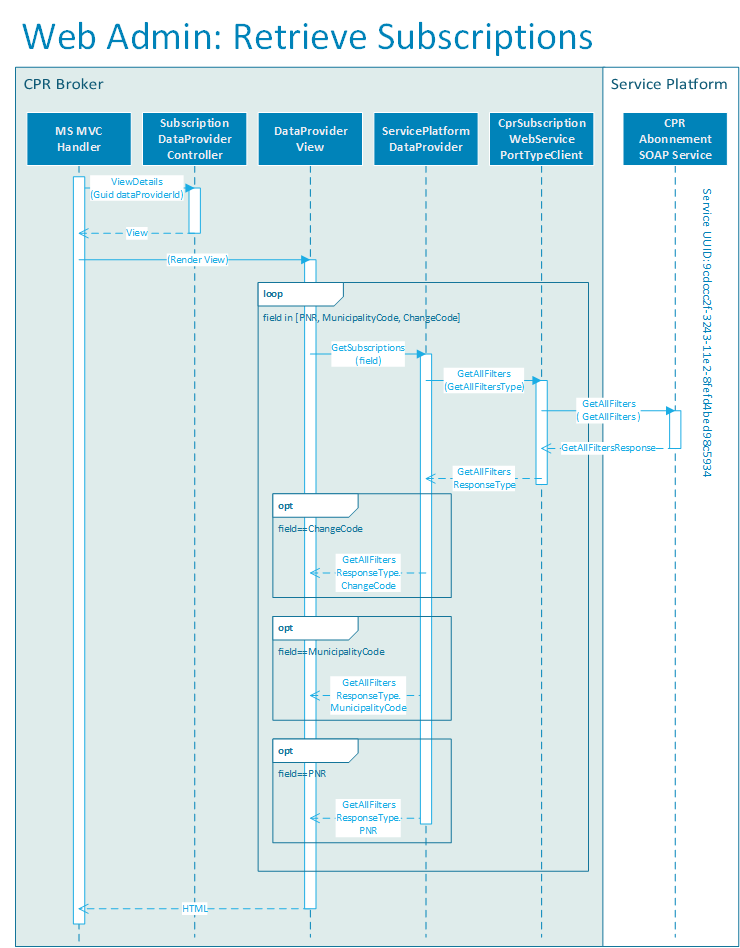 Web Admin: Retrieve Subscriptions
CPR Broker
Service Platform
MS MVC
Handler
Subscription
DataProvider
Controller
DataProvider
View
ServicePlatform
DataProvider
CprSubscription
WebService
PortTypeClient
CPR
Abonnement
SOAP Service
ViewDetails
(Guid dataProviderId)
View
(Render View)
loop
field in [PNR, MunicipalityCode, ChangeCode]
GetSubscriptions
(field)
GetAllFilters
(GetAllFiltersType)
GetAllFilters
( GetAllFilters )
GetAllFiltersResponse
GetAllFilters
ResponseType
Service UUID:9cdccc2f-3243-11e2-8fefd4bed98c5934
opt
field==ChangeCode
GetAllFilters
ResponseType.
ChangeCode
opt
field==MunicipalityCode
GetAllFilters
ResponseType.
MunicipalityCode
opt
field==PNR
GetAllFilters
ResponseType.
PNR
HTML